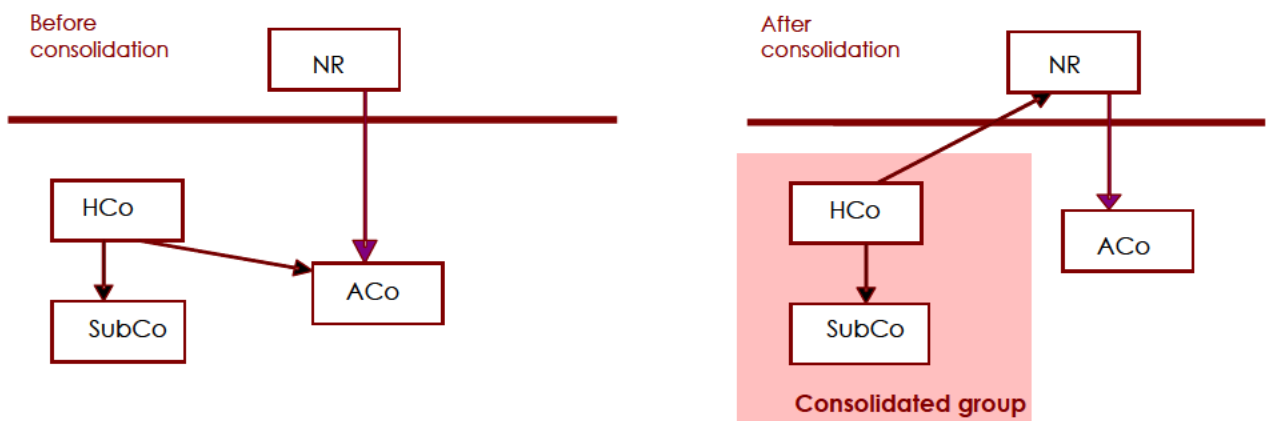 Before
consolidation
NR
HCo
ACo
SubCo
After
consolidation
NR
HCo
ACo
SubCo
Consolidated group